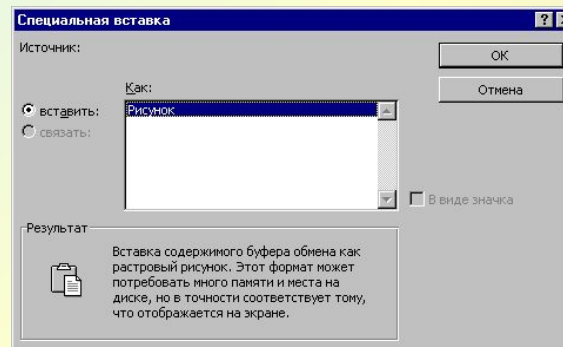 Специальная вставка
Источник:
ОК
Отмена
Как:
вставить:
связать:
Рисунок
В виде значка
Результат
Вставка содержимого буфера обмена как
растровый рисунок. Этот формат может
потребовать много памяти и места на
диске, но в точности соответствует тому,
что отображается на экране.